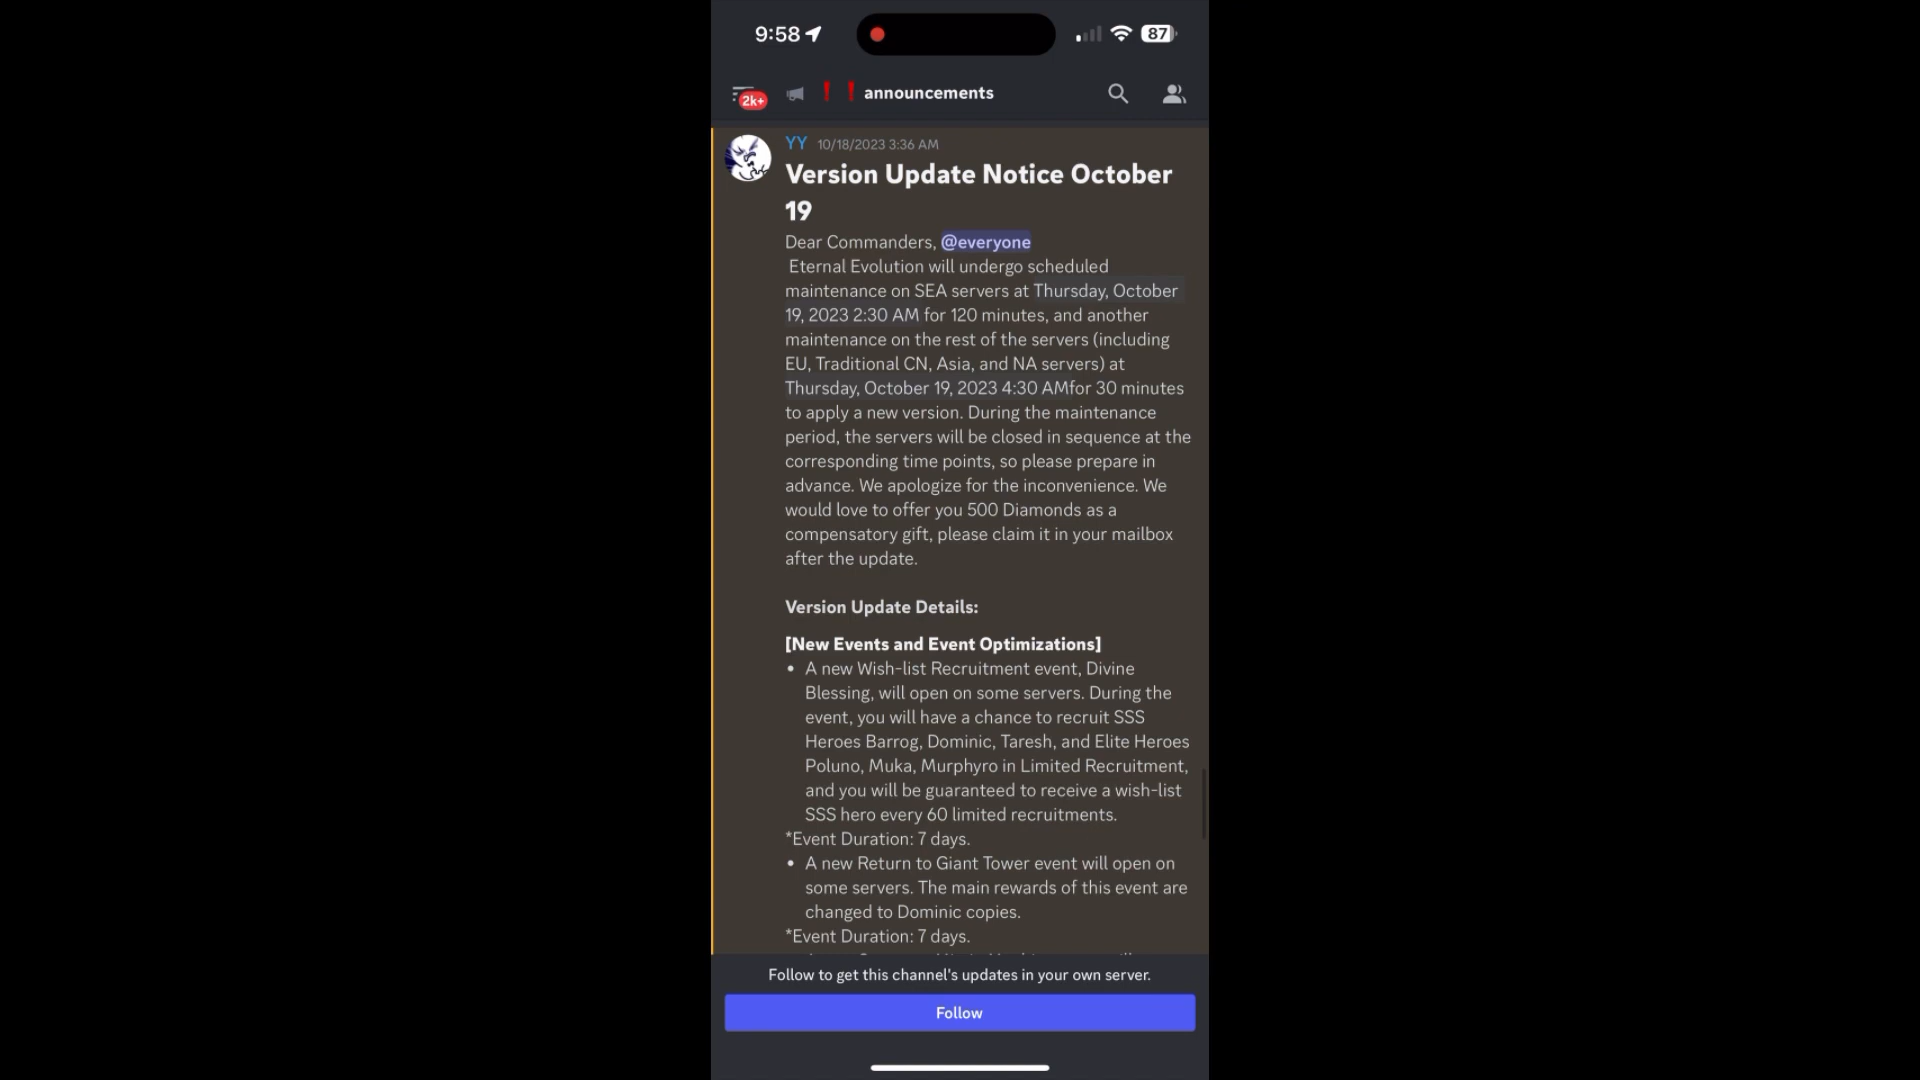 9:58
87
2k+
announcements
YY 10/18/2023 3:36 AM
Version Update Notice October
19
Dear Commanders, @everyone
Eternal Evolution will undergo scheduled
maintenance on SEA servers at Thursday, October
19, 2023 2:30 AM for 120 minutes, and another
maintenance on the rest of the servers (including
EU, Traditional CN, Asia, and NA servers) at
Thursday, October 19, 2023 4:30 AMfor 30 minutes
to apply a new version. During the maintenance
period, the servers will be closed in sequence at the
corresponding time points, so please prepare in
advance. We apologize for the inconvenience. We
would love to offer you 500 Diamonds as a
compensatory gift, please claim it in your mailbox
after the update.
Version Update Details:
[New Events and Event Optimizations]
• A new Wish-list Recruitment event, Divine
Blessing, will open on some servers. During the
event, you will have a chance to recruit SSS
Heroes Barrog, Dominic, Taresh, and Elite Heroes
Poluno, Muka, Murphyro in Limited Recruitment,
and you will be guaranteed to receive a wish-list
SSS hero every 60 limited recruitments.
*Event Duration: 7 days.
• A new Return to Giant Tower event will open on
some servers. The main rewards of this event are
changed to Dominic copies.
*Event Duration: 7 days.
Follow to get this channel's updates in your own server.
Follow